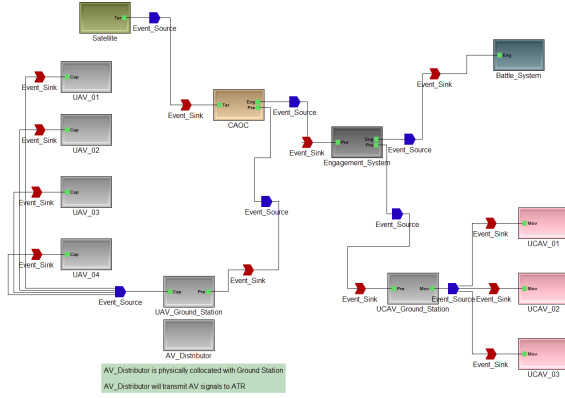 Tar
Satellite
Event_Source
Eng
Battle_System
Cap
Event_Sink
UAV_01
Event_Sink
Tar
Eng
Pre
CAOC
Event_Sink
Event_Source
Cap
Event_Sink
UAV_02
Event_Sink
Pre
Eng
Pre
Engagement_System
Event_Source
Cap
Event_Sink
UAV_03
Event_Source
Event_Source
Mov
Event_Sink
UCAV_01
Cap
Event_Sink
UAV_04
Event_Sink
Event_Source
Cap
Pre
UAV_Ground_Station
Event_Sink
Pre
Mov
UCAV_Ground_Station
Event_Source
Event_Sink
Mov
UCAV_02
AV_Distributor
Event_Sink
Mov
UCAV_03
AV_Distributor is physically collocated with Ground Station
AV_Distributor will transmit AV signals to ATR